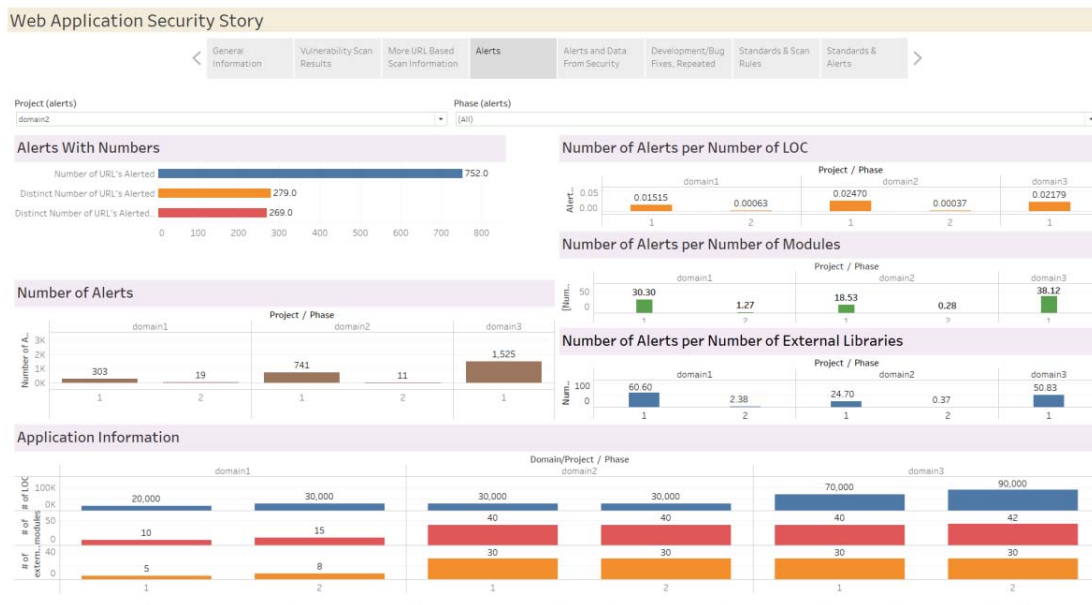 Web Application Security Story
General Information
Vulnerability Scan Results
More URL Based Scan Information
Alerts
Alerts and Data From Security
Development/Bug Fixes, Repeated
Standards & Scan Rules
Standards & Alerts
Project (alerts)
domain2
Phase (alerts)
(All)
Alerts With Numbers
Number of URL's Alerted 752.0
Distinct Number of URL's Alerted 279.0
Distinct Number of URL's Alerted.. 269.0
0 100 200 300 400 500 600 700 800
Number of Alerts
Project / Phase
domain1 domain2 domain3
Number of A..
3K
2K
1K
0K
303 19 741 11 1,525
1 2 1 2 1
Number of Alerts per Number of LOC
Project / Phase
domain1 domain2 domain3
Alert..
0.05
0.00
0.01515 0.00063 0.02470 0.00037 0.02179
1 2 1 2 1
Number of Alerts per Number of Modules
Project / Phase
domain1 domain2 domain3
[Num..
50
0
30.30 1.27 18.53 0.28 38.12
1 2 1 2 1
Number of Alerts per Number of External Libraries
Project / Phase
domain1 domain2 domain3
Num..
100
0
60.60 2.38 24.70 0.37 50.83
1 2 1 2 1
Application Information
Domain/Project / Phase
domain1 domain2 domain3
# of LOC
100K
0K
20,000 30,000 30,000 30,000 70,000 90,000
# of modules
50
0
10 15 40 40 40 42
# of extern..
40
0
5 8 30 30 30 30
1 2 1 2 1 2